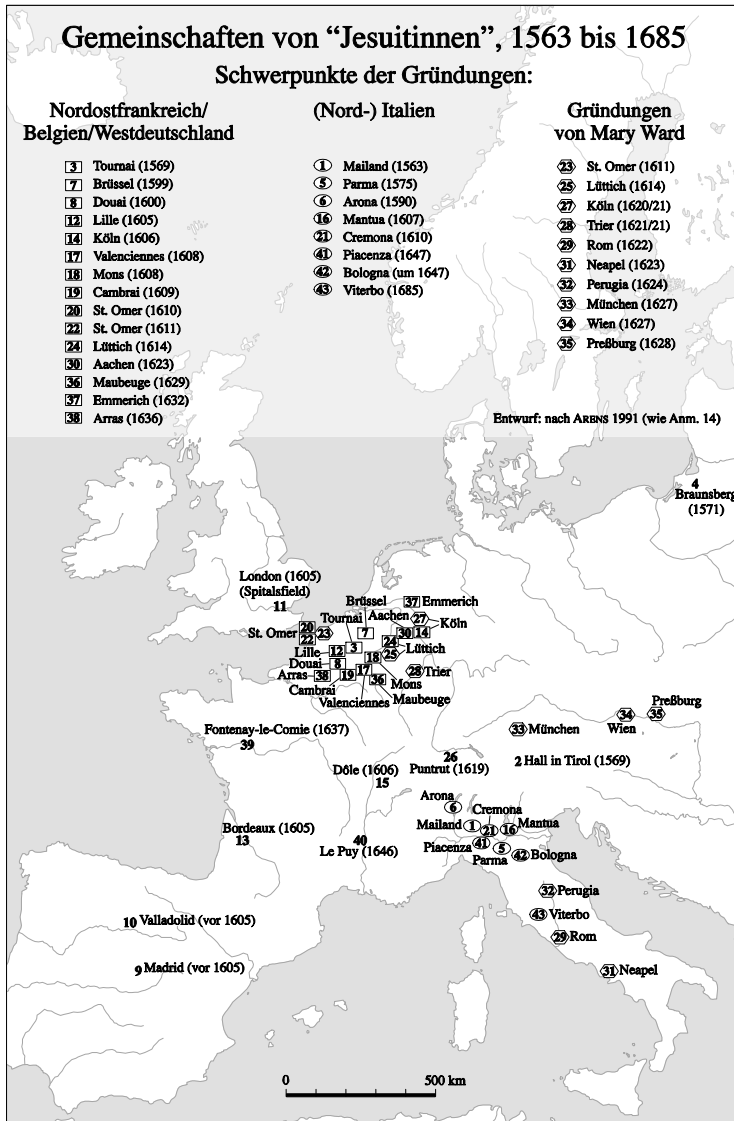 Gemeinschaften von “Jesuitinnen”, 1563 bis 1685
Schwerpunkte der Gründungen:
Nordostfrankreich/
Belgien/Westdeutschland
3 Tournai (1569)
7 Brüssel (1599)
8 Douai (1600)
12 Lille (1605)
14 Köln (1606)
17 Valenciennes (1608)
18 Mons (1608)
19 Cambrai (1609)
20 St. Omer (1610)
22 St. Omer (1611)
24 Lüttich (1614)
30 Aachen (1623)
36 Maubeuge (1629)
37 Emmerich (1632)
38 Arras (1636)
(Nord-) Italien
1 Mailand (1563)
5 Parma (1575)
6 Arona (1590)
16 Mantua (1607)
21 Cremona (1610)
41 Piacenza (1647)
42 Bologna (um 1647)
43 Viterbo (1685)
Gründungen
von Mary Ward
23 St. Omer (1611)
25 Lüttich (1614)
27 Köln (1620/21)
28 Trier (1621/21)
29 Rom (1622)
31 Neapel (1623)
32 Perugia (1624)
33 München (1627)
34 Wien (1627)
35 Preßburg (1628)
Entwurf: nach ARENS 1991 (wie Anm. 14)
4
Braunsberg
(1571)
London (1605)
(Spitalsfield)
11
Brüssel
37 Emmerich
Tournai
Aachen
27
Köln
20
St. Omer
22
23
7
30
14
24
Lüttich
25
Lille
12
3
18
Douai
8
17
28 Trier
Arras
38
19
36
Mons
Cambrai
Maubeuge
Valenciennes
Preßburg
34
35
Wien
33 München
Fontenay-le-Comie (1637)
39
26
Puntrut (1619)
2 Hall in Tirol (1569)
Dôle (1606)
15
Arona
6
Cremona
Mailand
1
21
16
Mantua
Bordeaux (1605)
13
40
Le Puy (1646)
Piacenza
41
5
Parma
42 Bologna
32 Perugia
43 Viterbo
10 Valladolid (vor 1605)
29 Rom
9 Madrid (vor 1605)
31 Neapel
0
500 km